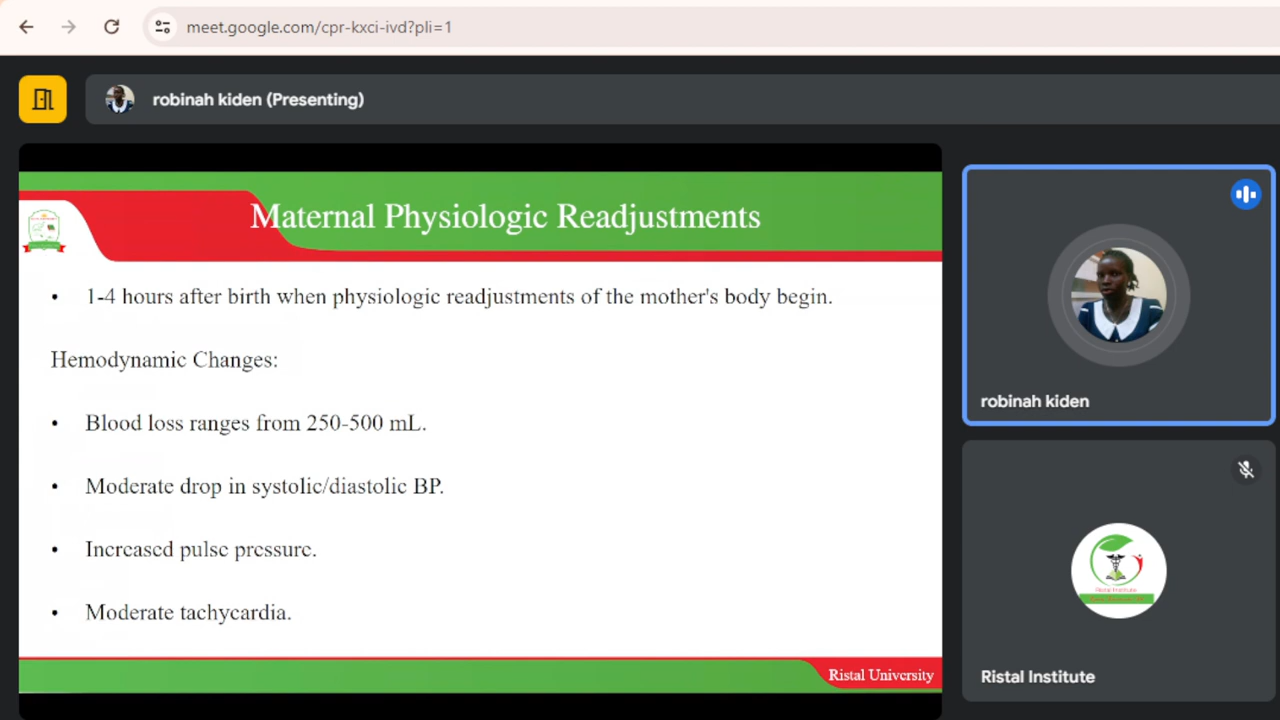 meet.google.com/cpr-kxci-ivd?pli=1
robinah kiden (Presenting)
Maternal Physiologic Readjustments
• 1-4 hours after birth when physiologic readjustments of the mother's body begin.
Hemodynamic Changes:
• Blood loss ranges from 250-500 mL.
• Moderate drop in systolic/diastolic BP.
• Increased pulse pressure.
• Moderate tachycardia.
Ristal University
robinah kiden
Ristal Institute
Ristal Institute